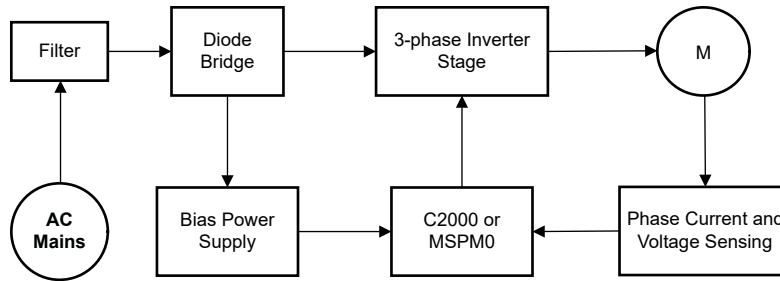 Filter
Diode
Bridge
3-phase Inverter
Stage
M
AC
Mains
Bias Power
Supply
C2000 or
MSPM0
Phase Current and
Voltage Sensing